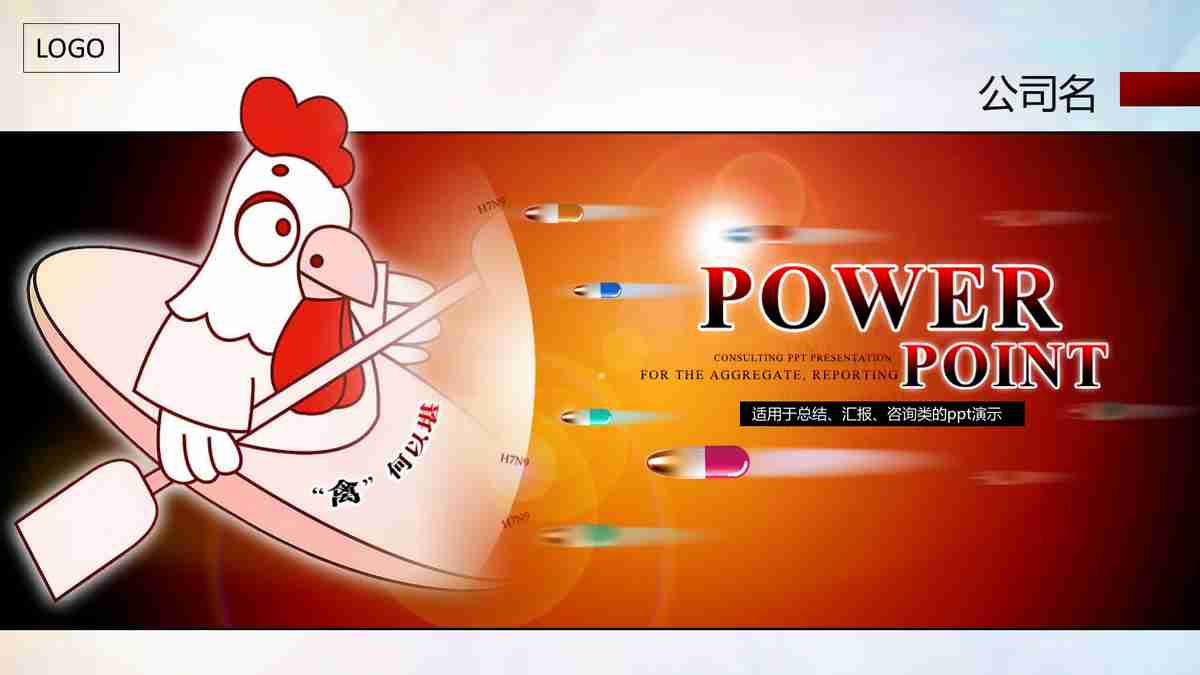 LOGO
公司名
H7N9
POWER
CONSULTING PPT PRESENTATION
FOR THE AGGREGATE, REPORTING
POINT
适用于总结、汇报、咨询类的ppt演示
“禽”何以堪
H7N9
H7N9